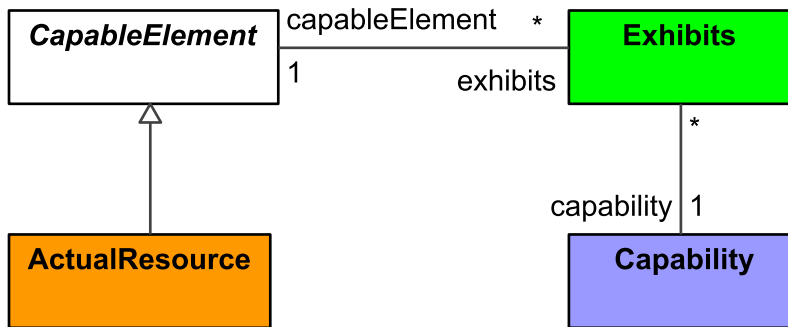 CapableElement
capableElement
*
Exhibits
1
exhibits
*
capability
1
ActualResource
Capability